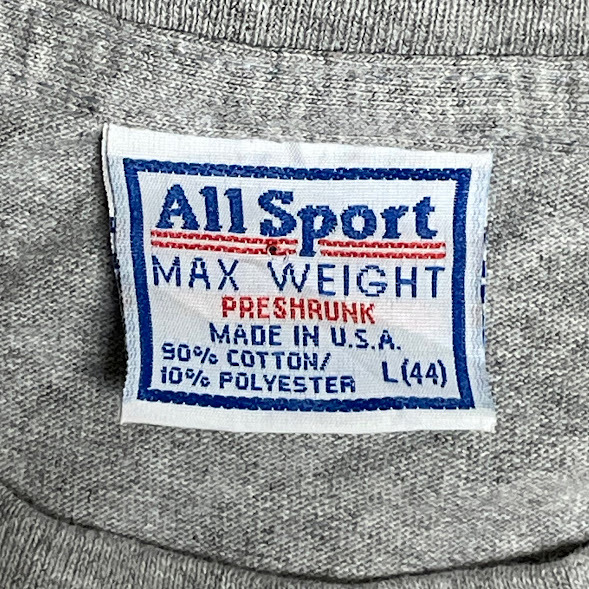 All Sport
MAX WEIGHT
PRESHRUNK
MADE IN U.S.A.
90% COTTON/
10% POLYESTER L(44)